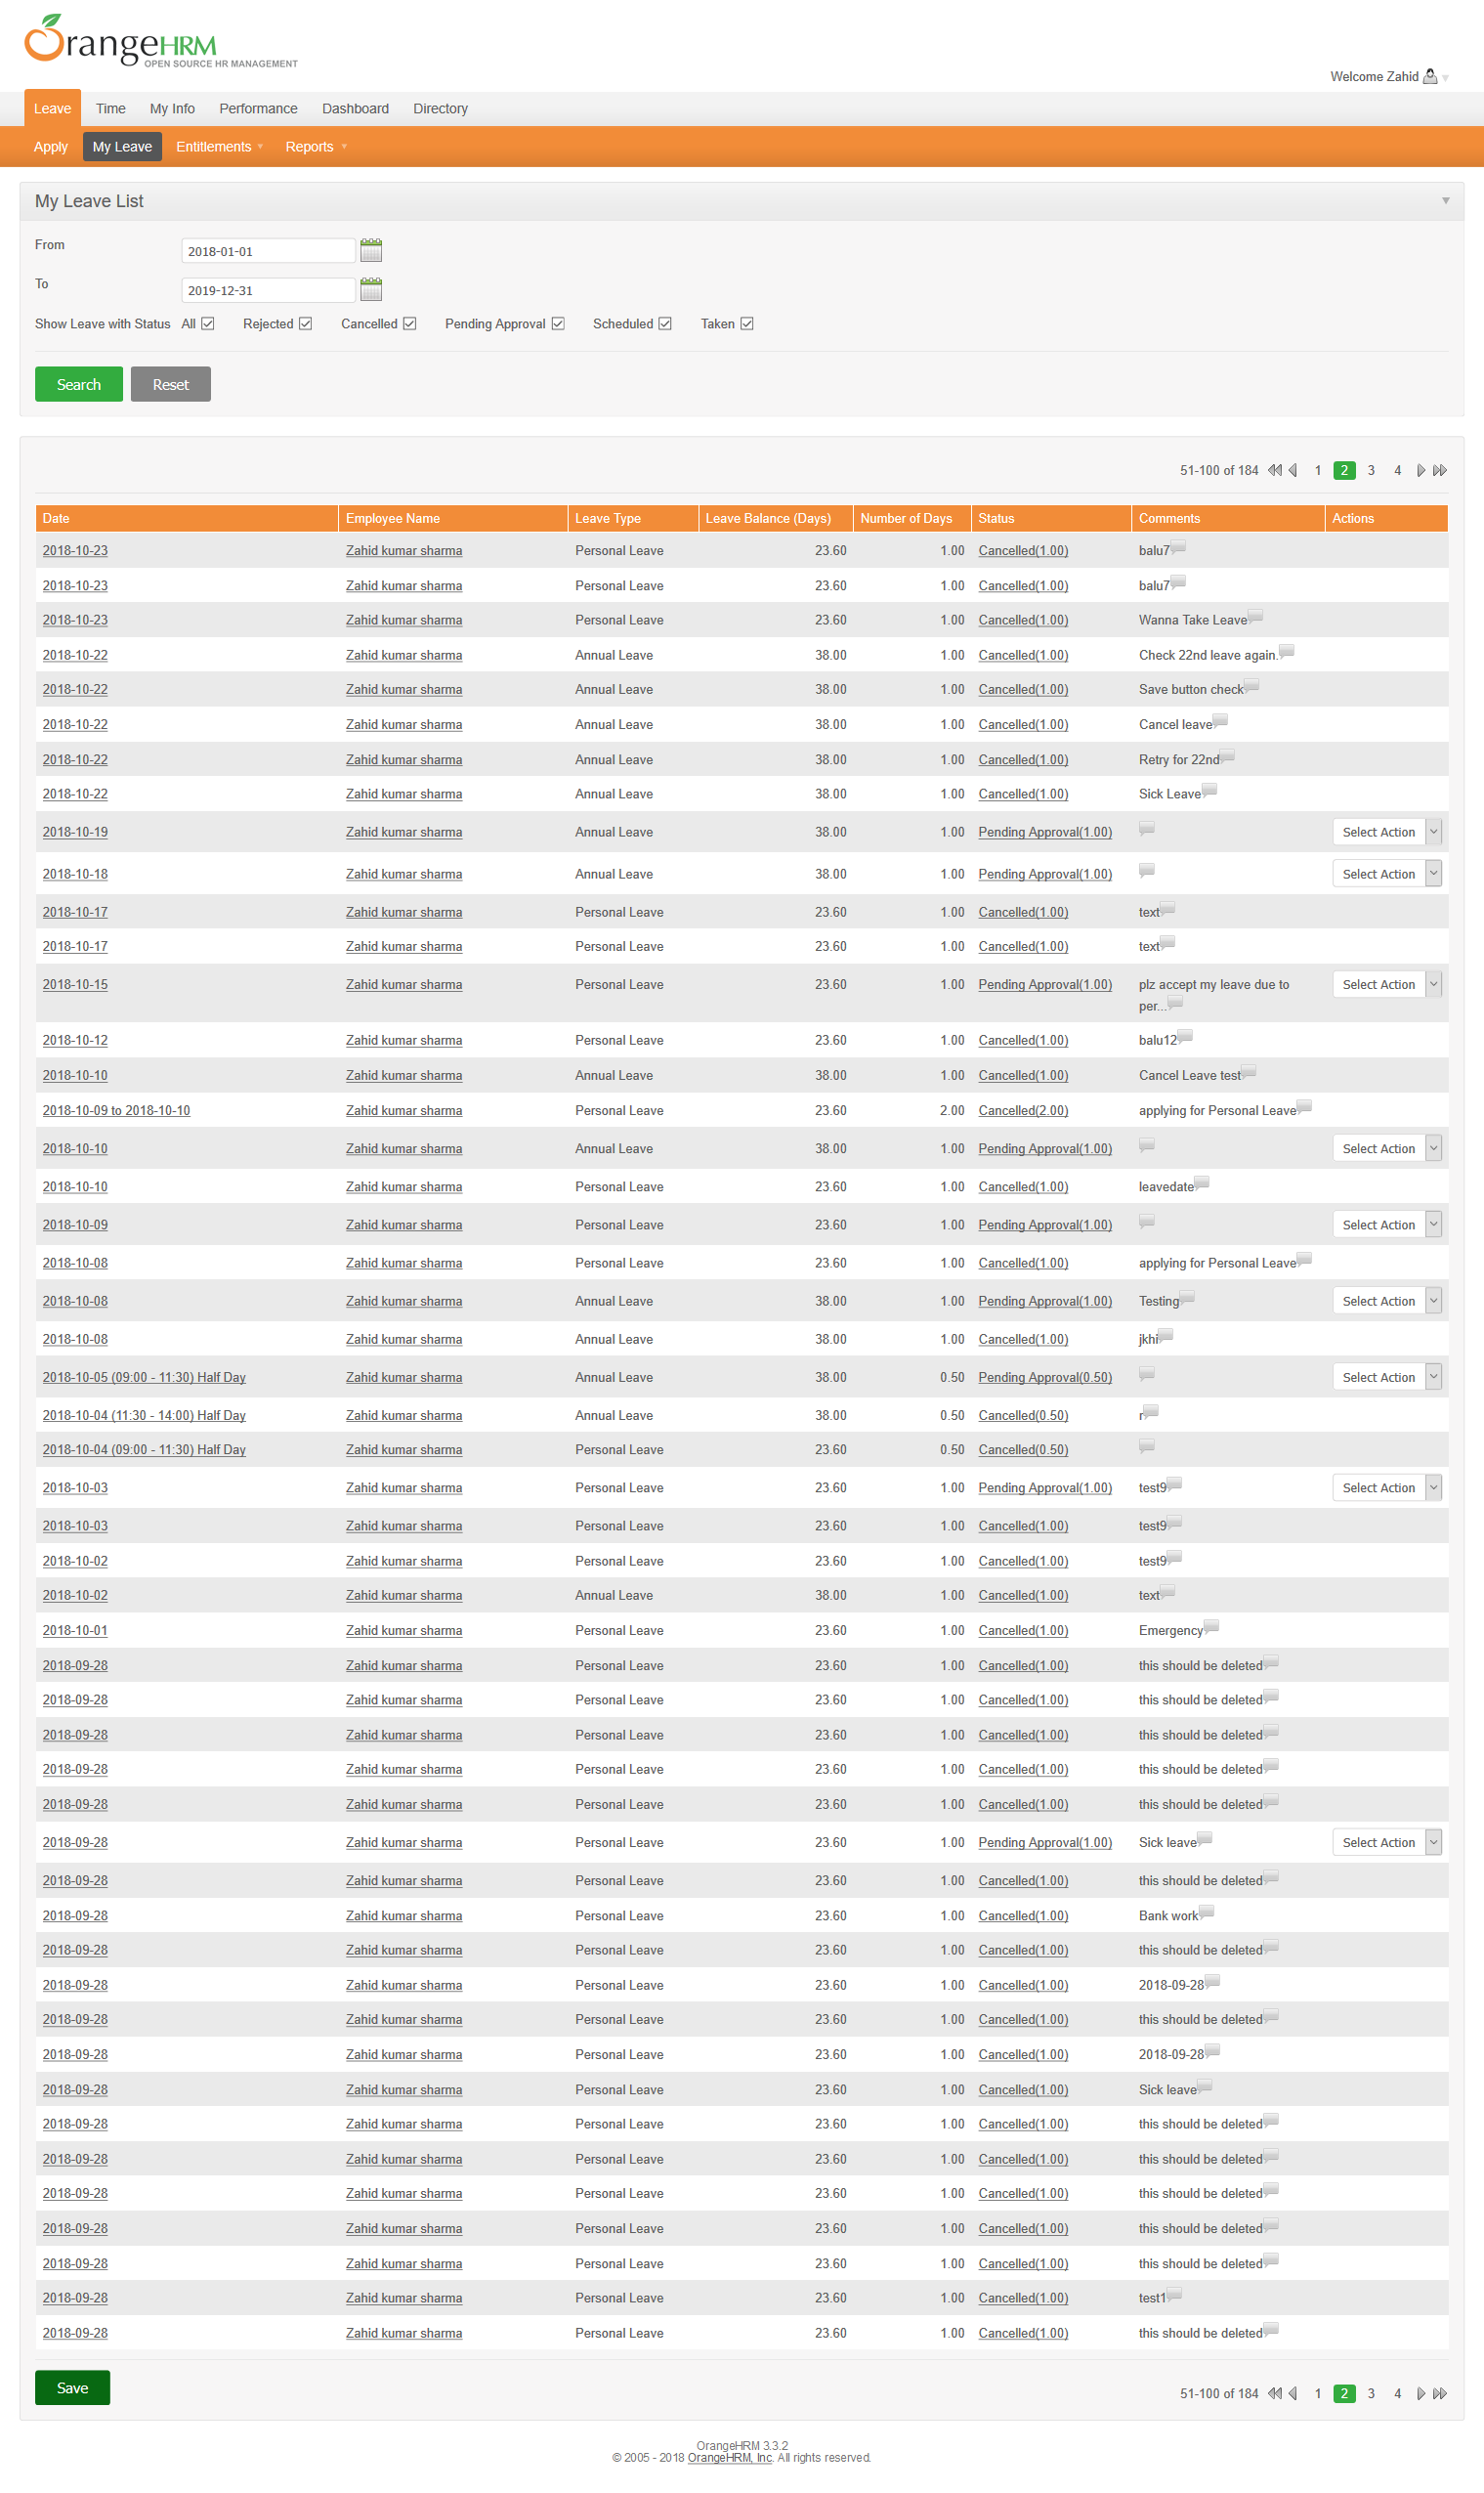 OrangeHRM
OPEN SOURCE HR MANAGEMENT
Welcome Zahid
Leave Time My Info Performance Dashboard Directory
Apply My Leave Entitlements Reports
My Leave List
From 2018-01-01
To 2019-12-31
Show Leave with Status All Rejected Cancelled Pending Approval Scheduled Taken
Search Reset
51-100 of 184 1 2 3 4
Date Employee Name Leave Type Leave Balance (Days) Number of Days Status Comments Actions
2018-10-23 Zahid kumar sharma Personal Leave 23.60 1.00 Cancelled(1.00) balu7
2018-10-23 Zahid kumar sharma Personal Leave 23.60 1.00 Cancelled(1.00) balu7
2018-10-23 Zahid kumar sharma Personal Leave 23.60 1.00 Cancelled(1.00) Wanna Take Leave
2018-10-22 Zahid kumar sharma Annual Leave 38.00 1.00 Cancelled(1.00) Check 22nd leave again.
2018-10-22 Zahid kumar sharma Annual Leave 38.00 1.00 Cancelled(1.00) Save button check
2018-10-22 Zahid kumar sharma Annual Leave 38.00 1.00 Cancelled(1.00) Cancel leave
2018-10-22 Zahid kumar sharma Annual Leave 38.00 1.00 Cancelled(1.00) Retry for 22nd
2018-10-22 Zahid kumar sharma Annual Leave 38.00 1.00 Cancelled(1.00) Sick Leave
2018-10-19 Zahid kumar sharma Annual Leave 38.00 1.00 Pending Approval(1.00) Select Action
2018-10-18 Zahid kumar sharma Annual Leave 38.00 1.00 Pending Approval(1.00) Select Action
2018-10-17 Zahid kumar sharma Personal Leave 23.60 1.00 Cancelled(1.00) text
2018-10-17 Zahid kumar sharma Personal Leave 23.60 1.00 Cancelled(1.00) text
2018-10-15 Zahid kumar sharma Personal Leave 23.60 1.00 Pending Approval(1.00) plz accept my leave due to Select Action
per...
2018-10-12 Zahid kumar sharma Personal Leave 23.60 1.00 Cancelled(1.00) balu12
2018-10-10 Zahid kumar sharma Annual Leave 38.00 1.00 Cancelled(1.00) Cancel Leave test
2018-10-09 to 2018-10-10 Zahid kumar sharma Personal Leave 23.60 2.00 Cancelled(2.00) applying for Personal Leave
2018-10-10 Zahid kumar sharma Annual Leave 38.00 1.00 Pending Approval(1.00) Select Action
2018-10-10 Zahid kumar sharma Personal Leave 23.60 1.00 Cancelled(1.00) leavedate
2018-10-09 Zahid kumar sharma Personal Leave 23.60 1.00 Pending Approval(1.00) Select Action
2018-10-08 Zahid kumar sharma Personal Leave 23.60 1.00 Cancelled(1.00) applying for Personal Leave
2018-10-08 Zahid kumar sharma Annual Leave 38.00 1.00 Pending Approval(1.00) Testing Select Action
2018-10-08 Zahid kumar sharma Annual Leave 38.00 1.00 Cancelled(1.00) jkhi
2018-10-05 (09:00 - 11:30) Half Day Zahid kumar sharma Annual Leave 38.00 0.50 Pending Approval(0.50) Select Action
2018-10-04 (11:30 - 14:00) Half Day Zahid kumar sharma Annual Leave 38.00 0.50 Cancelled(0.50) r
2018-10-04 (09:00 - 11:30) Half Day Zahid kumar sharma Personal Leave 23.60 0.50 Cancelled(0.50)
2018-10-03 Zahid kumar sharma Personal Leave 23.60 1.00 Pending Approval(1.00) test9 Select Action
2018-10-03 Zahid kumar sharma Personal Leave 23.60 1.00 Cancelled(1.00) test9
2018-10-02 Zahid kumar sharma Personal Leave 23.60 1.00 Cancelled(1.00) test9
2018-10-02 Zahid kumar sharma Annual Leave 38.00 1.00 Cancelled(1.00) text
2018-10-01 Zahid kumar sharma Personal Leave 23.60 1.00 Cancelled(1.00) Emergency
2018-09-28 Zahid kumar sharma Personal Leave 23.60 1.00 Cancelled(1.00) this should be deleted
2018-09-28 Zahid kumar sharma Personal Leave 23.60 1.00 Cancelled(1.00) this should be deleted
2018-09-28 Zahid kumar sharma Personal Leave 23.60 1.00 Cancelled(1.00) this should be deleted
2018-09-28 Zahid kumar sharma Personal Leave 23.60 1.00 Cancelled(1.00) this should be deleted
2018-09-28 Zahid kumar sharma Personal Leave 23.60 1.00 Cancelled(1.00) this should be deleted
2018-09-28 Zahid kumar sharma Personal Leave 23.60 1.00 Pending Approval(1.00) Sick leave Select Action
2018-09-28 Zahid kumar sharma Personal Leave 23.60 1.00 Cancelled(1.00) this should be deleted
2018-09-28 Zahid kumar sharma Personal Leave 23.60 1.00 Cancelled(1.00) Bank work
2018-09-28 Zahid kumar sharma Personal Leave 23.60 1.00 Cancelled(1.00) this should be deleted
2018-09-28 Zahid kumar sharma Personal Leave 23.60 1.00 Cancelled(1.00) 2018-09-28
2018-09-28 Zahid kumar sharma Personal Leave 23.60 1.00 Cancelled(1.00) this should be deleted
2018-09-28 Zahid kumar sharma Personal Leave 23.60 1.00 Cancelled(1.00) 2018-09-28
2018-09-28 Zahid kumar sharma Personal Leave 23.60 1.00 Cancelled(1.00) Sick leave
2018-09-28 Zahid kumar sharma Personal Leave 23.60 1.00 Cancelled(1.00) this should be deleted
2018-09-28 Zahid kumar sharma Personal Leave 23.60 1.00 Cancelled(1.00) this should be deleted
2018-09-28 Zahid kumar sharma Personal Leave 23.60 1.00 Cancelled(1.00) this should be deleted
2018-09-28 Zahid kumar sharma Personal Leave 23.60 1.00 Cancelled(1.00) this should be deleted
2018-09-28 Zahid kumar sharma Personal Leave 23.60 1.00 Cancelled(1.00) this should be deleted
2018-09-28 Zahid kumar sharma Personal Leave 23.60 1.00 Cancelled(1.00) test1
2018-09-28 Zahid kumar sharma Personal Leave 23.60 1.00 Cancelled(1.00) this should be deleted
Save 51-100 of 184 1 2 3 4
OrangeHRM 3.3.2
© 2005 - 2018 OrangeHRM, Inc. All rights reserved.